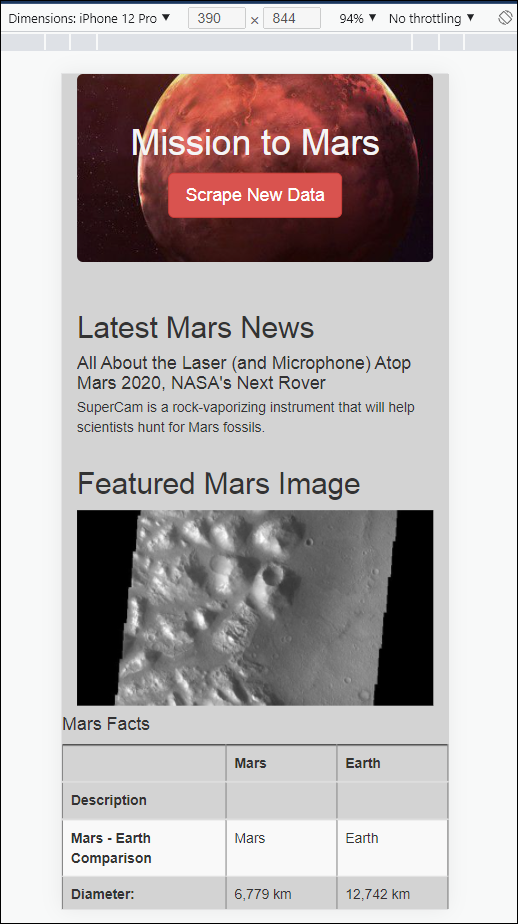 Dimensions: iPhone 12 Pro ▼ 390 × 844 94% ▼ No throttling ▼
Mission to Mars
Scrape New Data
Latest Mars News
All About the Laser (and Microphone) Atop
Mars 2020, NASA's Next Rover
SuperCam is a rock-vaporizing instrument that will help
scientists hunt for Mars fossils.
Featured Mars Image
Mars Facts
Mars Earth
Description
Mars - Earth Mars Earth
Comparison
Diameter: 6,779 km 12,742 km